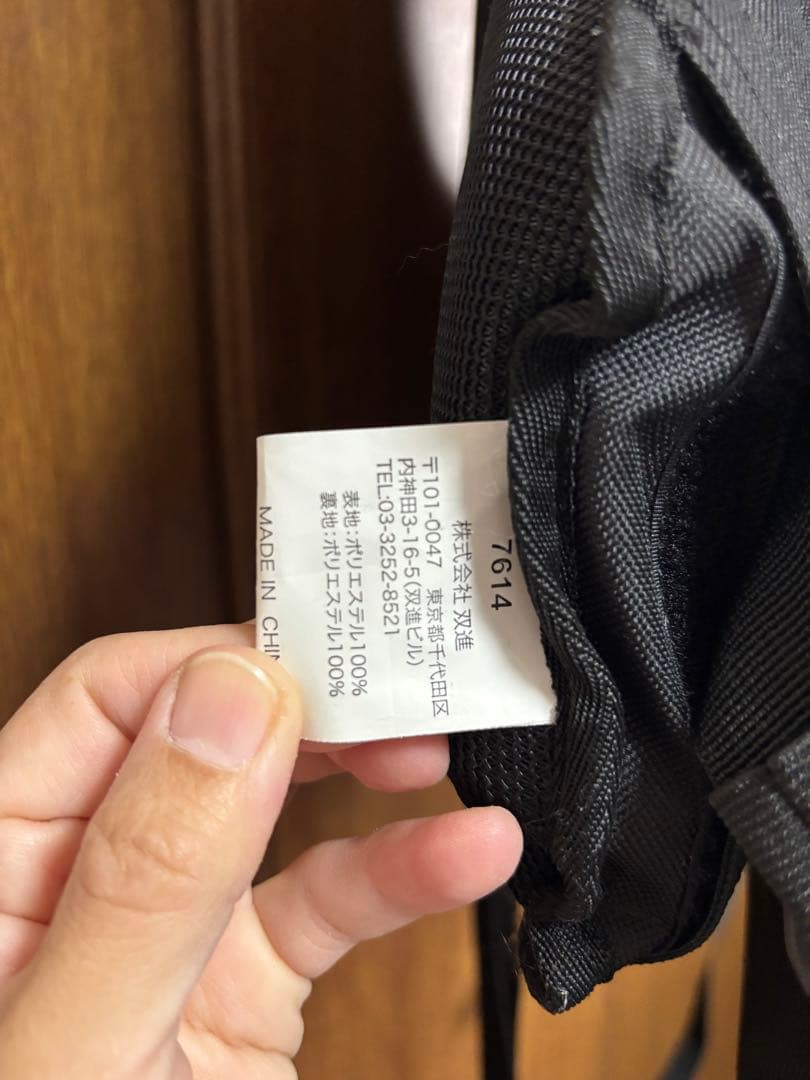 7614
株式会社 双進
〒101-0047 東京都千代田区
内神田3-16-5(双進ビル)
TEL:03-3252-8521
表地:ポリエステル100%
裏地:ポリエステル100%
MADE IN